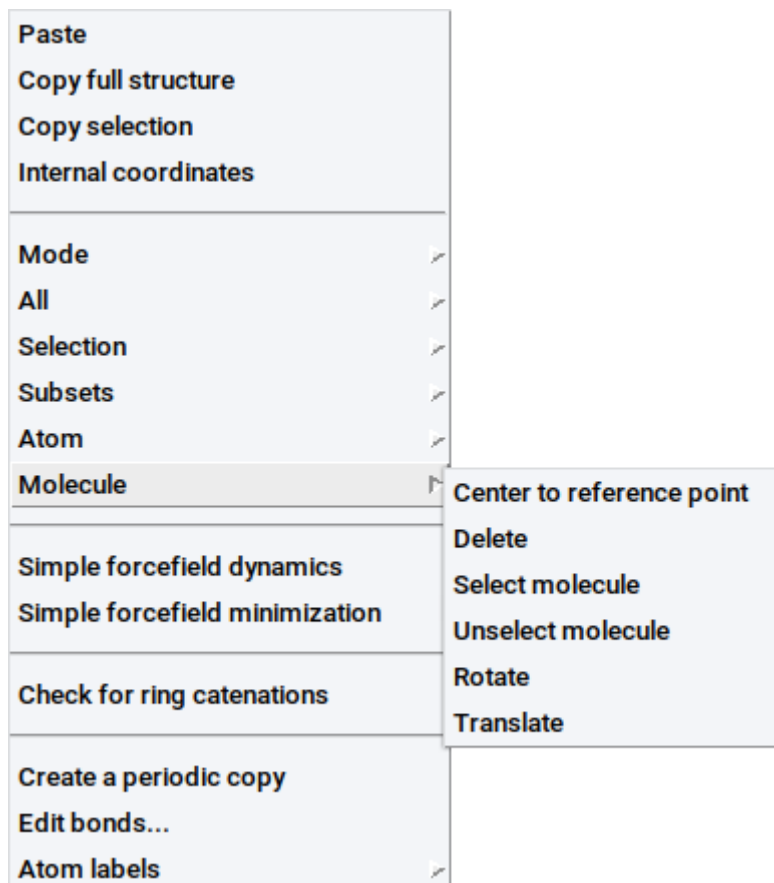 Paste
Copy full structure
Copy selection
Internal coordinates
Mode
All
Selection
Subsets
Atom
Molecule
Center to reference point
Delete
Select molecule
Unselect molecule
Rotate
Translate
Simple forcefield dynamics
Simple forcefield minimization
Check for ring catenations
Create a periodic copy
Edit bonds...
Atom labels